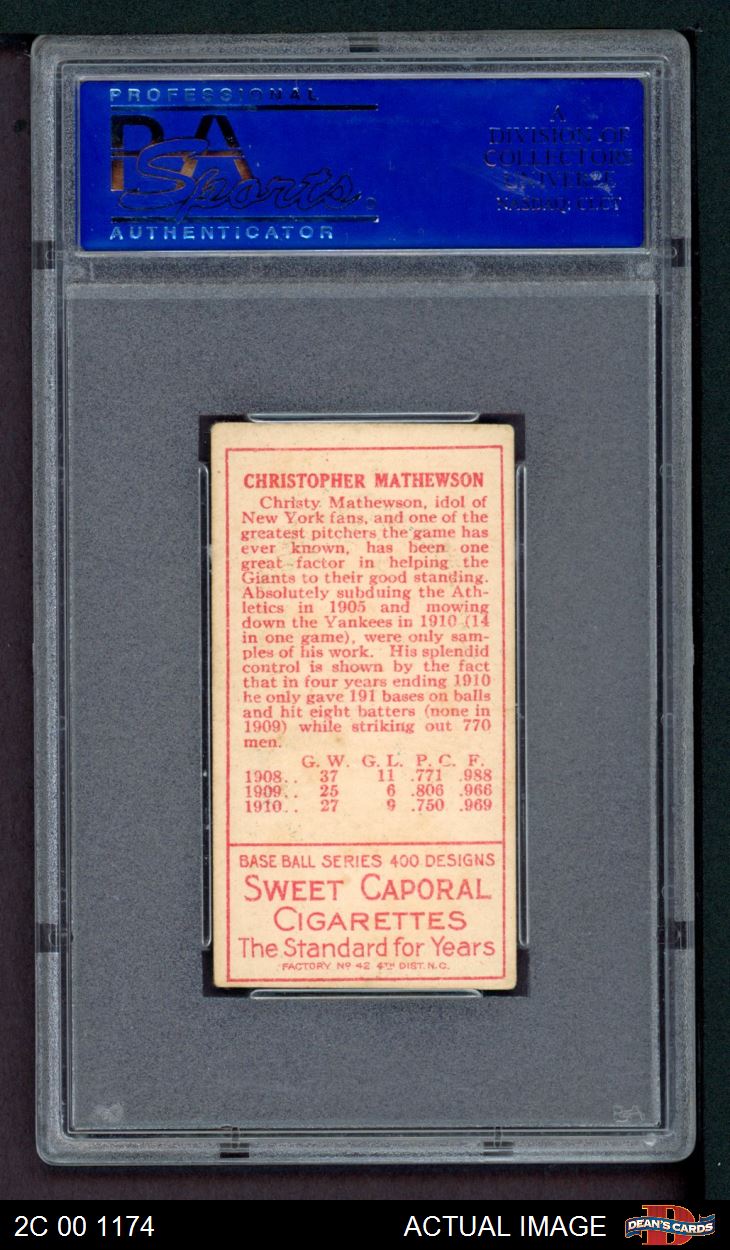 PROFESSIONAL
PSA
Sports
AUTHENTICATOR
A
DIVISION OF
COLLECTORS
UNIVERSE
NASDAQ: CLCT
CHRISTOPHER MATHEWSON
Christy Mathewson, idol of
New York fans, and one of the
greatest pitchers the game has
ever known, has been one
great factor in helping the
Giants to their good standing.
Absolutely subduing the Ath-
letics in 1905 and mowing
down the Yankees in 1910 (14
in one game), were only sam-
ples of his work. His splendid
control is shown by the fact
that in four years ending 1910
he only gave 191 bases on balls
and hit eight batters (none in
1909) while striking out 770
men.
G. W. G. L. P. C. F.
1908.. 37 11 .771 .988
1909.. 25 6 .806 .966
1910.. 27 9 .750 .969
BASE BALL SERIES 400 DESIGNS
SWEET CAPORAL
CIGARETTES
The Standard for Years
FACTORY Nº 42 4TH DIST. N.C.
PSA
2C 00 1174
ACTUAL IMAGE
D
DEAN'S CARDS